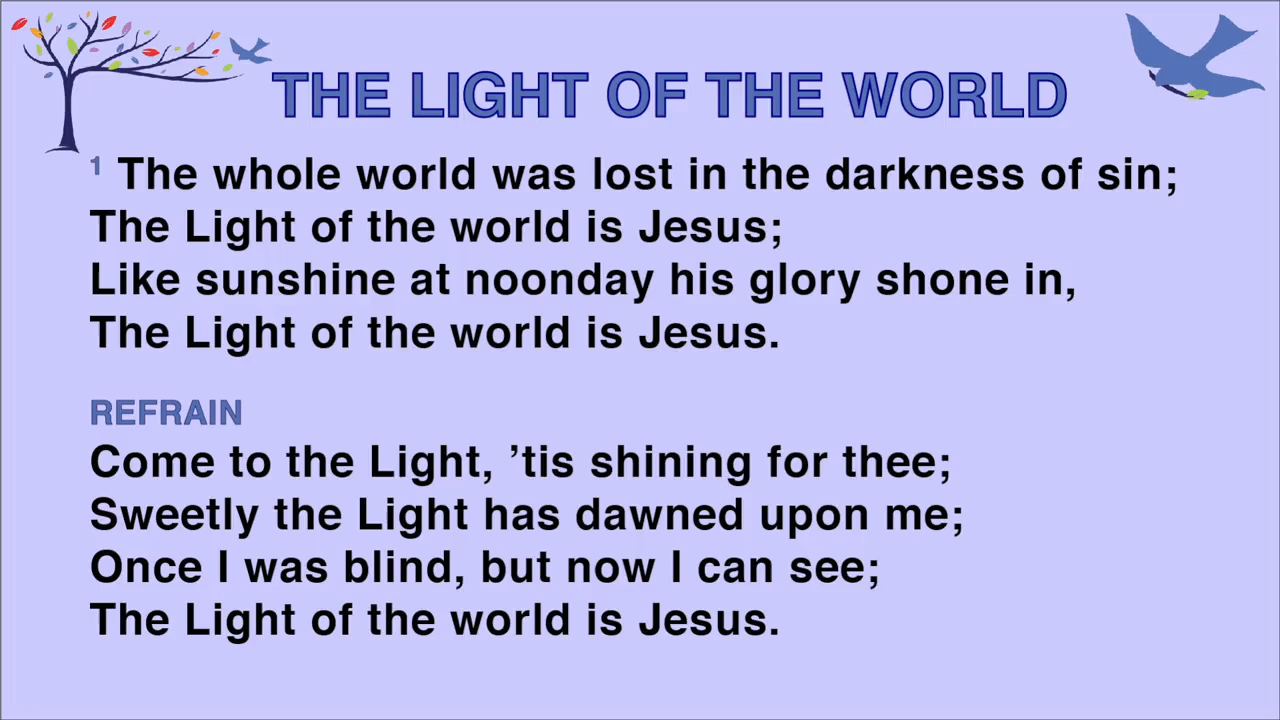 THE LIGHT OF THE WORLD
1 The whole world was lost in the darkness of sin;
The Light of the world is Jesus;
Like sunshine at noonday his glory shone in,
The Light of the world is Jesus.
REFRAIN
Come to the Light, ’tis shining for thee;
Sweetly the Light has dawned upon me;
Once I was blind, but now I can see;
The Light of the world is Jesus.